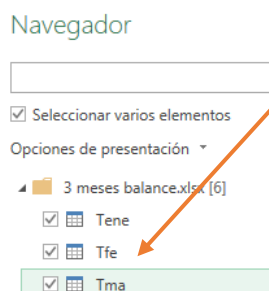 Navegador
Seleccionar varios elementos
Opciones de presentación
3 meses balance.xlsx [6]
Tene
Tfe
Tma